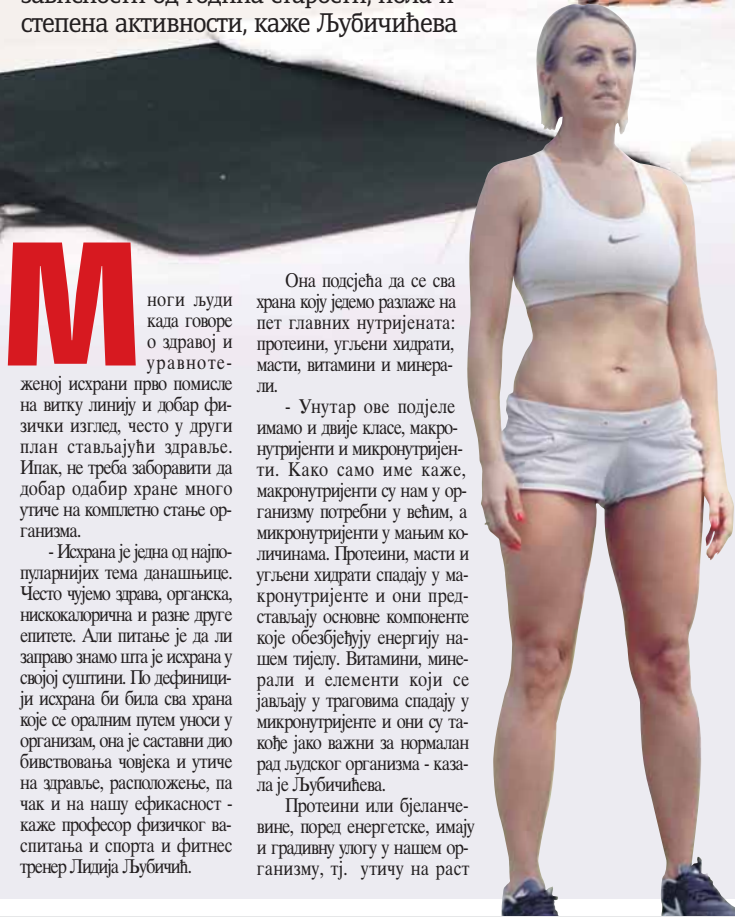 степена активности, каже Љубичићева
Многи људи
када говоре
о здравој и
уравноте-
женој исхрани прво помисле
на витку линију и добар фи-
зички изглед, често у други
план стављајући здравље.
Ипак, не треба заборавити да
добар одабир хране много
утиче на комплетно стање ор-
ганизма.
- Исхрана је једна од најпо-
пуларнијих тема данашњице.
Често чујемо здрава, органска,
нискокалорична и разне друге
епитете. Али питање је да ли
заправо знамо шта је исхрана у
својој суштини. По дефиници-
ји исхрана би била сва храна
које се оралним путем уноси у
организам, она је саставни дио
бивствовања човјека и утиче
на здравље, расположење, па
чак и на нашу ефикасност -
каже професор физичког ва-
спитања и спорта и фитнес
тренер Лидија Љубичић.
Она подсјећа да се сва
храна коју једемо разлаже на
пет главних нутријената:
протеини, угљени хидрати,
масти, витамини и минера-
ли.
- Унутар ове подјеле
имамо и двије класе, макро-
нутријенти и микронутријен-
ти. Како само име каже,
макронутријенти су нам у ор-
ганизму потребни у већим, а
микронутријенти у мањим ко-
личинама. Протеини, масти и
угљени хидрати спадају у ма-
кронутријенте и они пред-
стављају основне компоненте
које обезбјеђују енергију на-
шем тијелу. Витамини, мине-
рали и елементи који се
јављају у траговима спадају у
микронутријенте и они су та-
кође јако важни за нормалан
рад људског организма - каза-
ла је Љубичићева.
Протеини или бјеланче-
вине, поред енергетске, имају
и градивну улогу у нашем ор-
ганизму, тј. утичу на раст